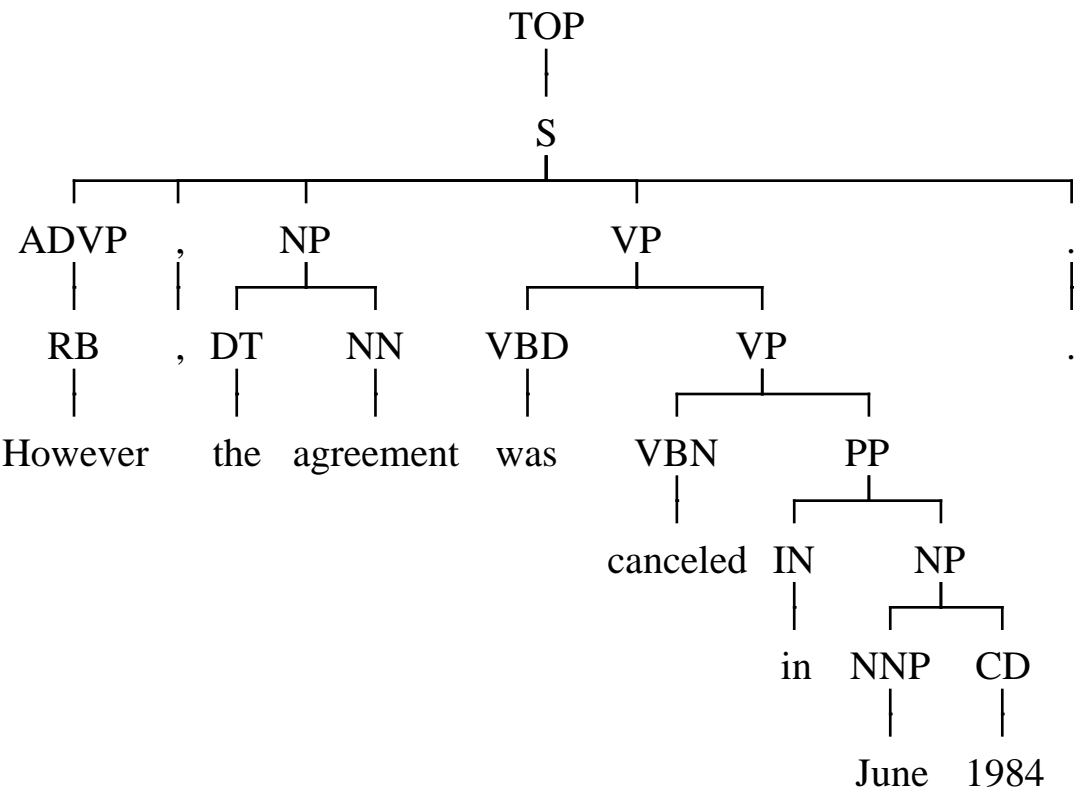 TOP
S
ADVP , NP VP .
RB , DT NN VBD VP .
However the agreement was VBN PP
canceled IN NP
in NNP CD
June 1984